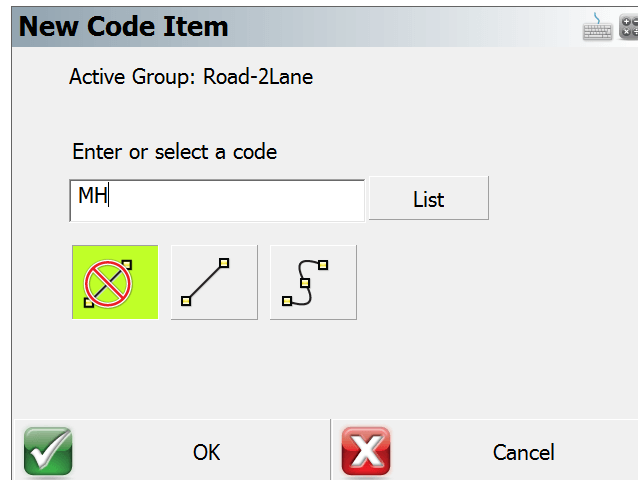 New Code Item
Active Group: Road-2Lane
Enter or select a code
MH
List
OK
Cancel